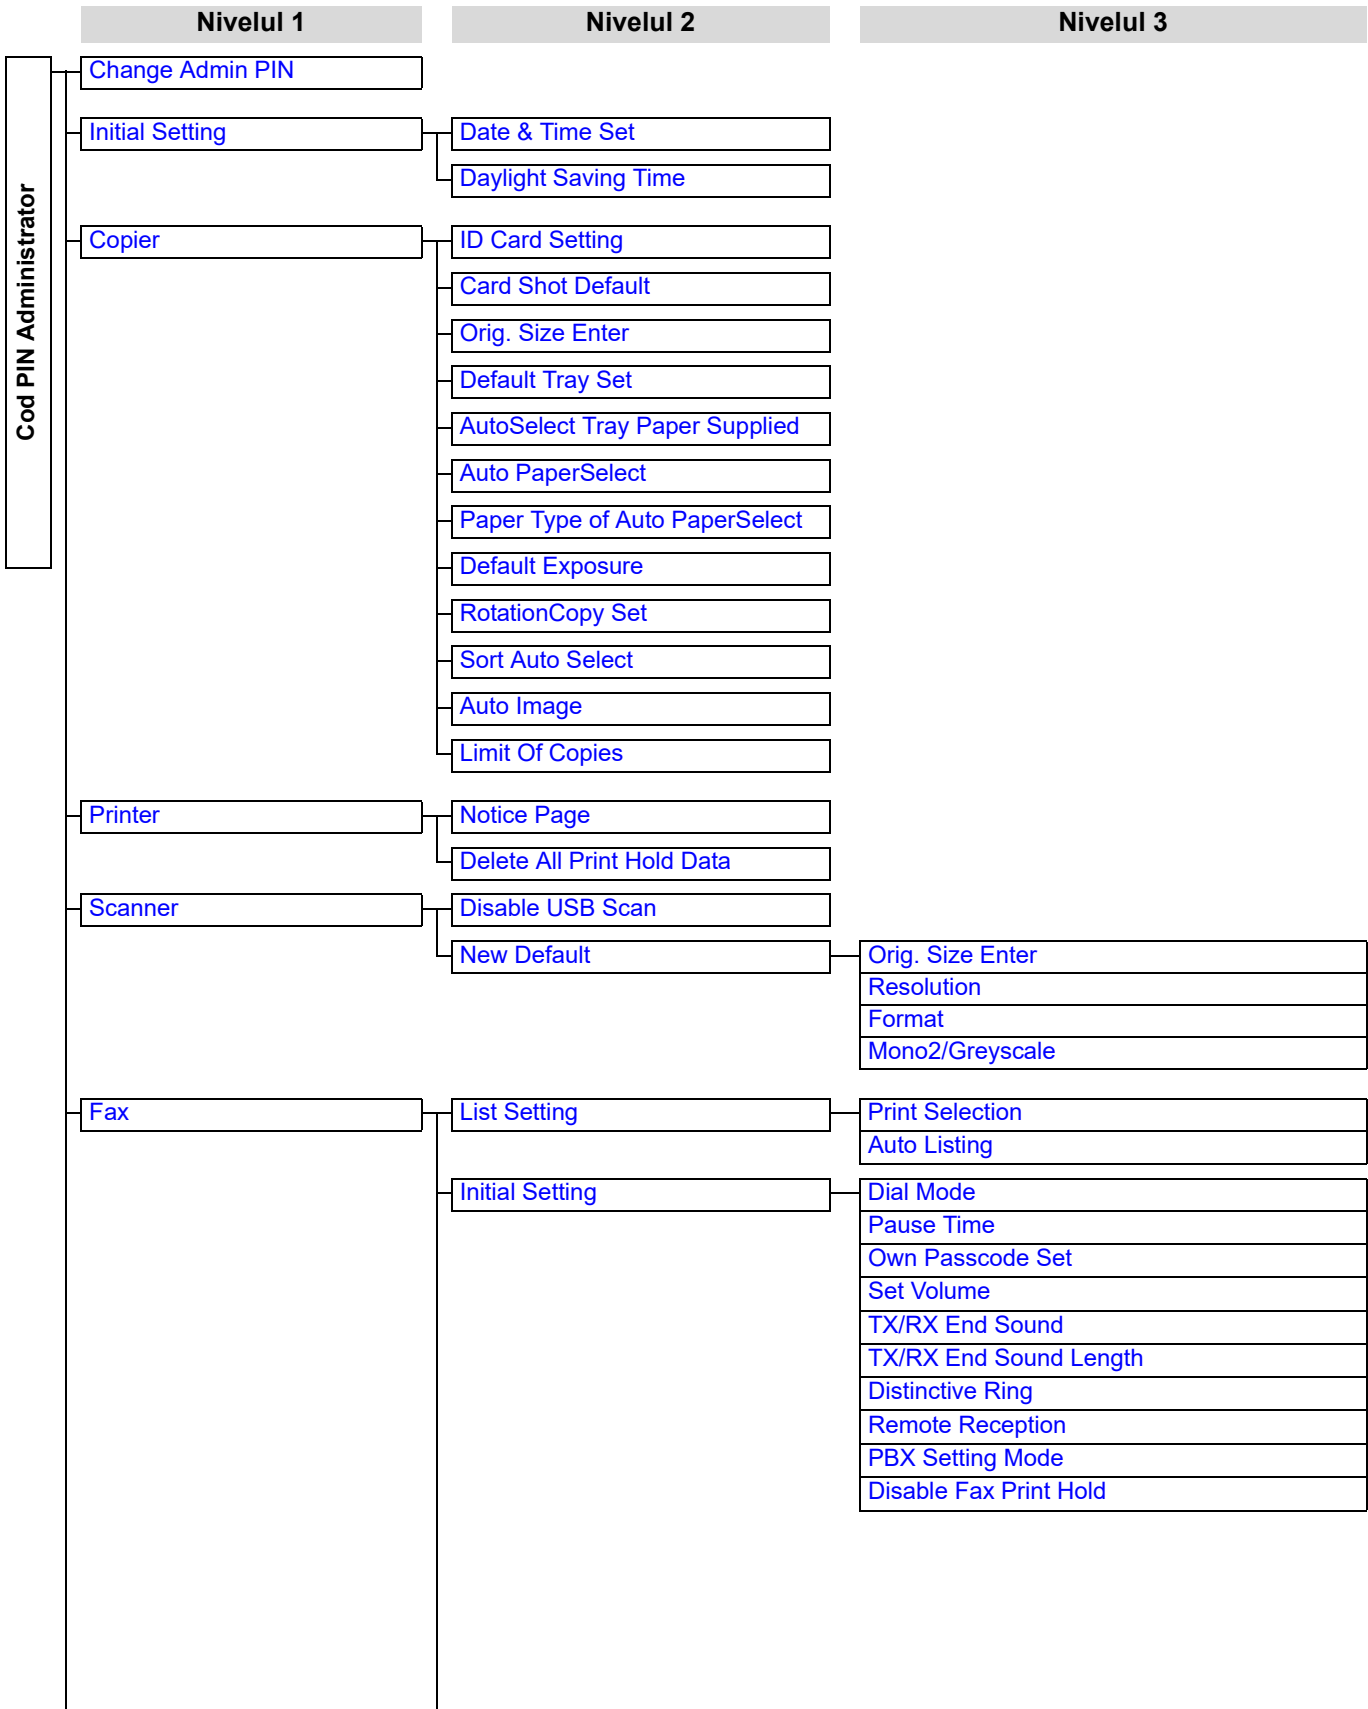 Nivelul 1
Nivelul 2
Nivelul 3
Cod PIN Administrator
Change Admin PIN
Initial Setting
Date & Time Set
Daylight Saving Time
Copier
ID Card Setting
Card Shot Default
Orig. Size Enter
Default Tray Set
AutoSelect Tray Paper Supplied
Auto PaperSelect
Paper Type of Auto PaperSelect
Default Exposure
RotationCopy Set
Sort Auto Select
Auto Image
Limit Of Copies
Printer
Notice Page
Delete All Print Hold Data
Scanner
Disable USB Scan
New Default
Orig. Size Enter
Resolution
Format
Mono2/Greyscale
Fax
List Setting
Print Selection
Auto Listing
Initial Setting
Dial Mode
Pause Time
Own Passcode Set
Set Volume
TX/RX End Sound
TX/RX End Sound Length
Distinctive Ring
Remote Reception
PBX Setting Mode
Disable Fax Print Hold